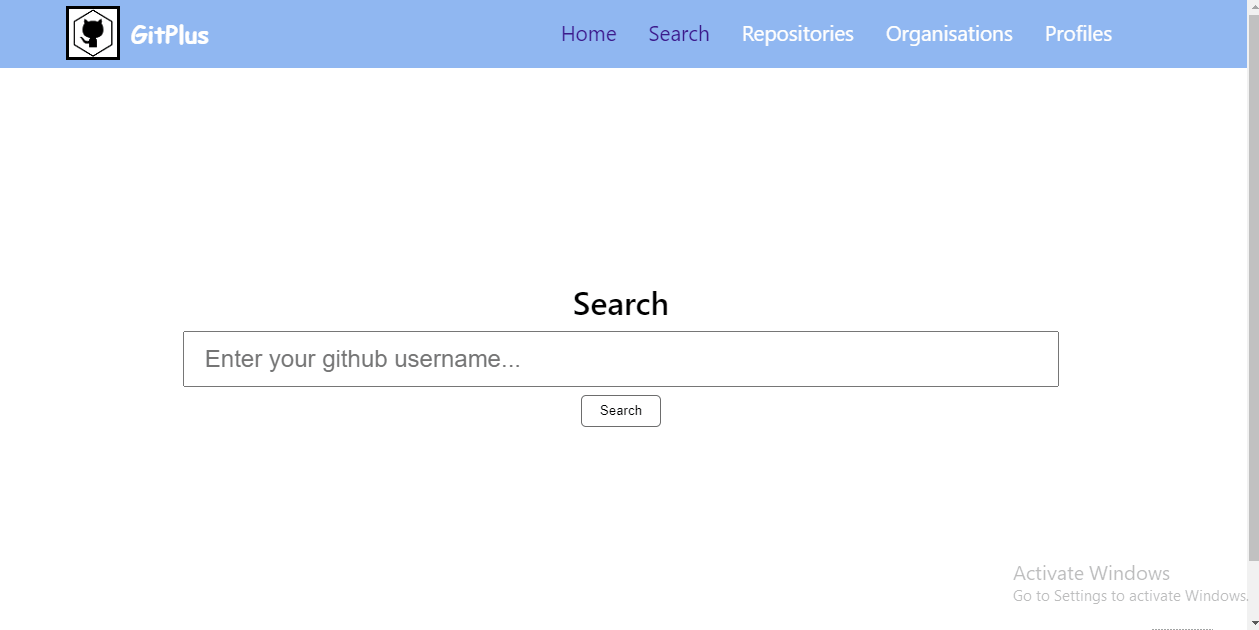 GitPlus
Home Search Repositories Organisations Profiles
Search
Enter your github username...
Search
Activate Windows
Go to Settings to activate Windows.